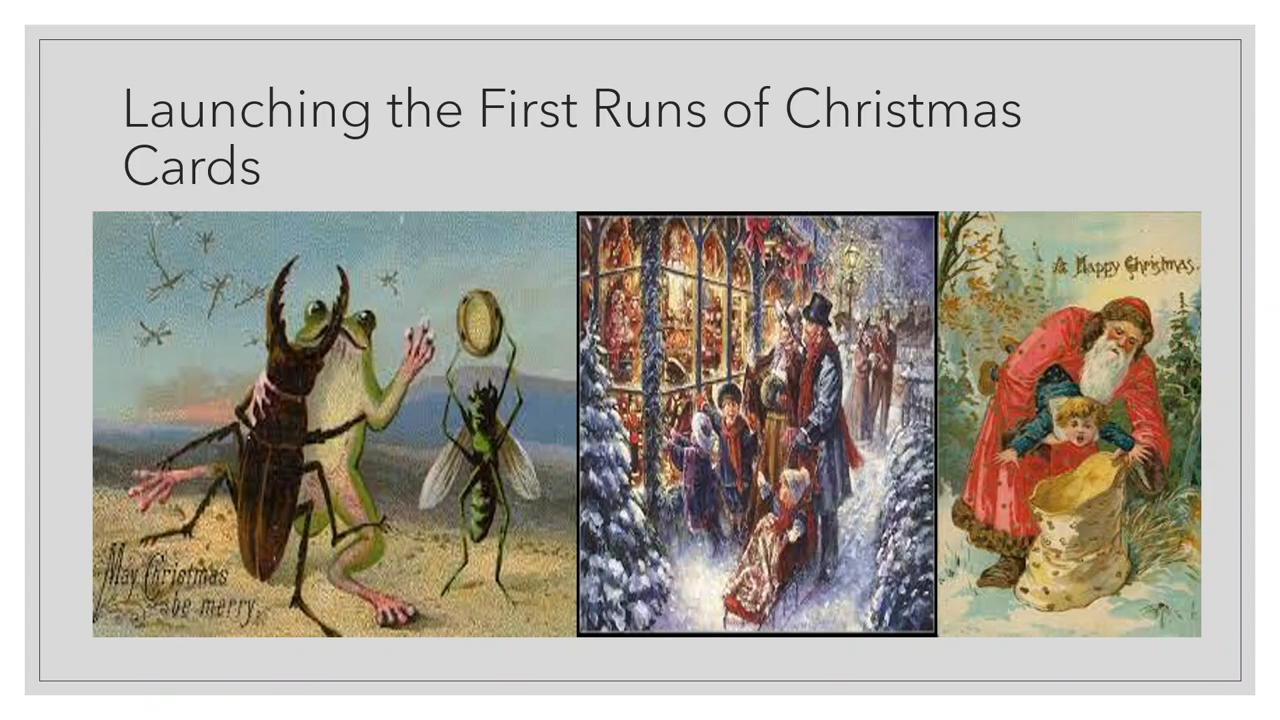 Launching the First Runs of Christmas
Cards
May Christmas
be merry.
A Happy Christmas.